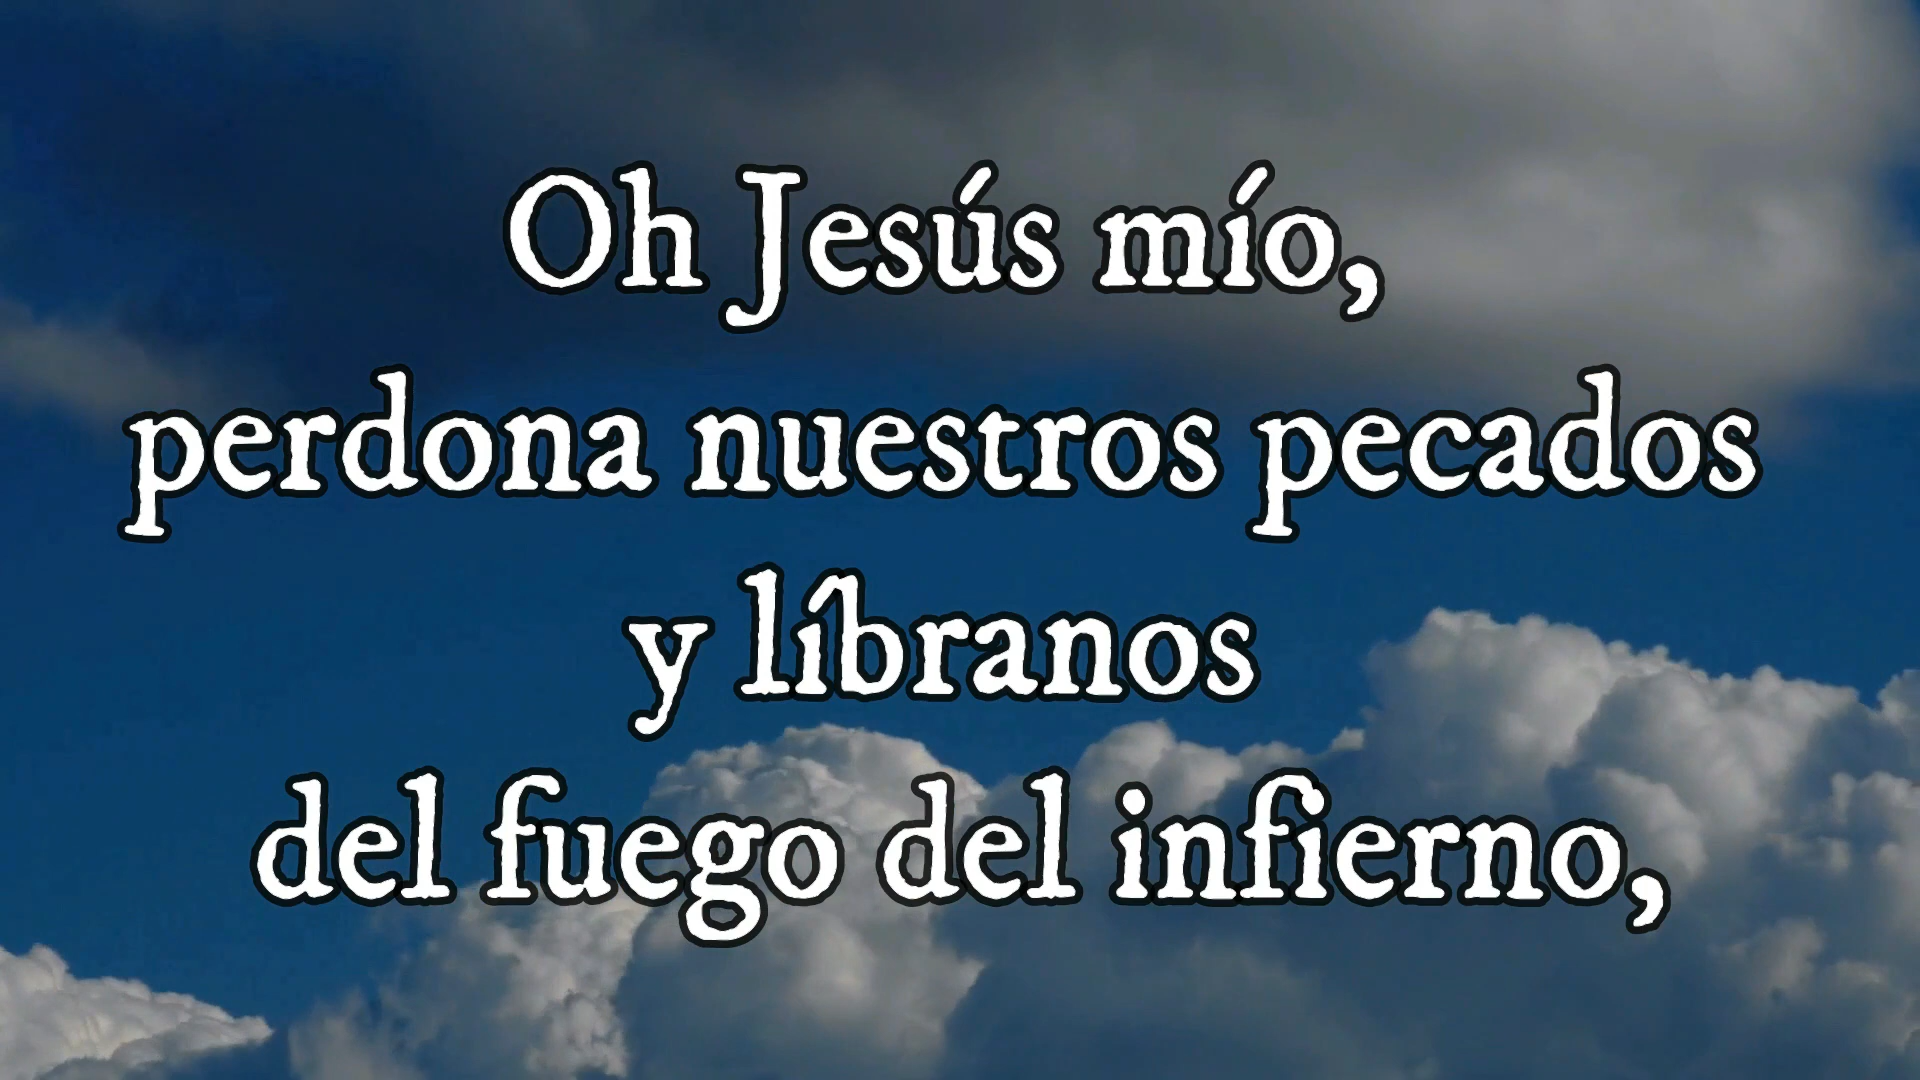 Oh Jesús mío,
perdona nuestros pecados
y líbranos
del fuego del infierno,